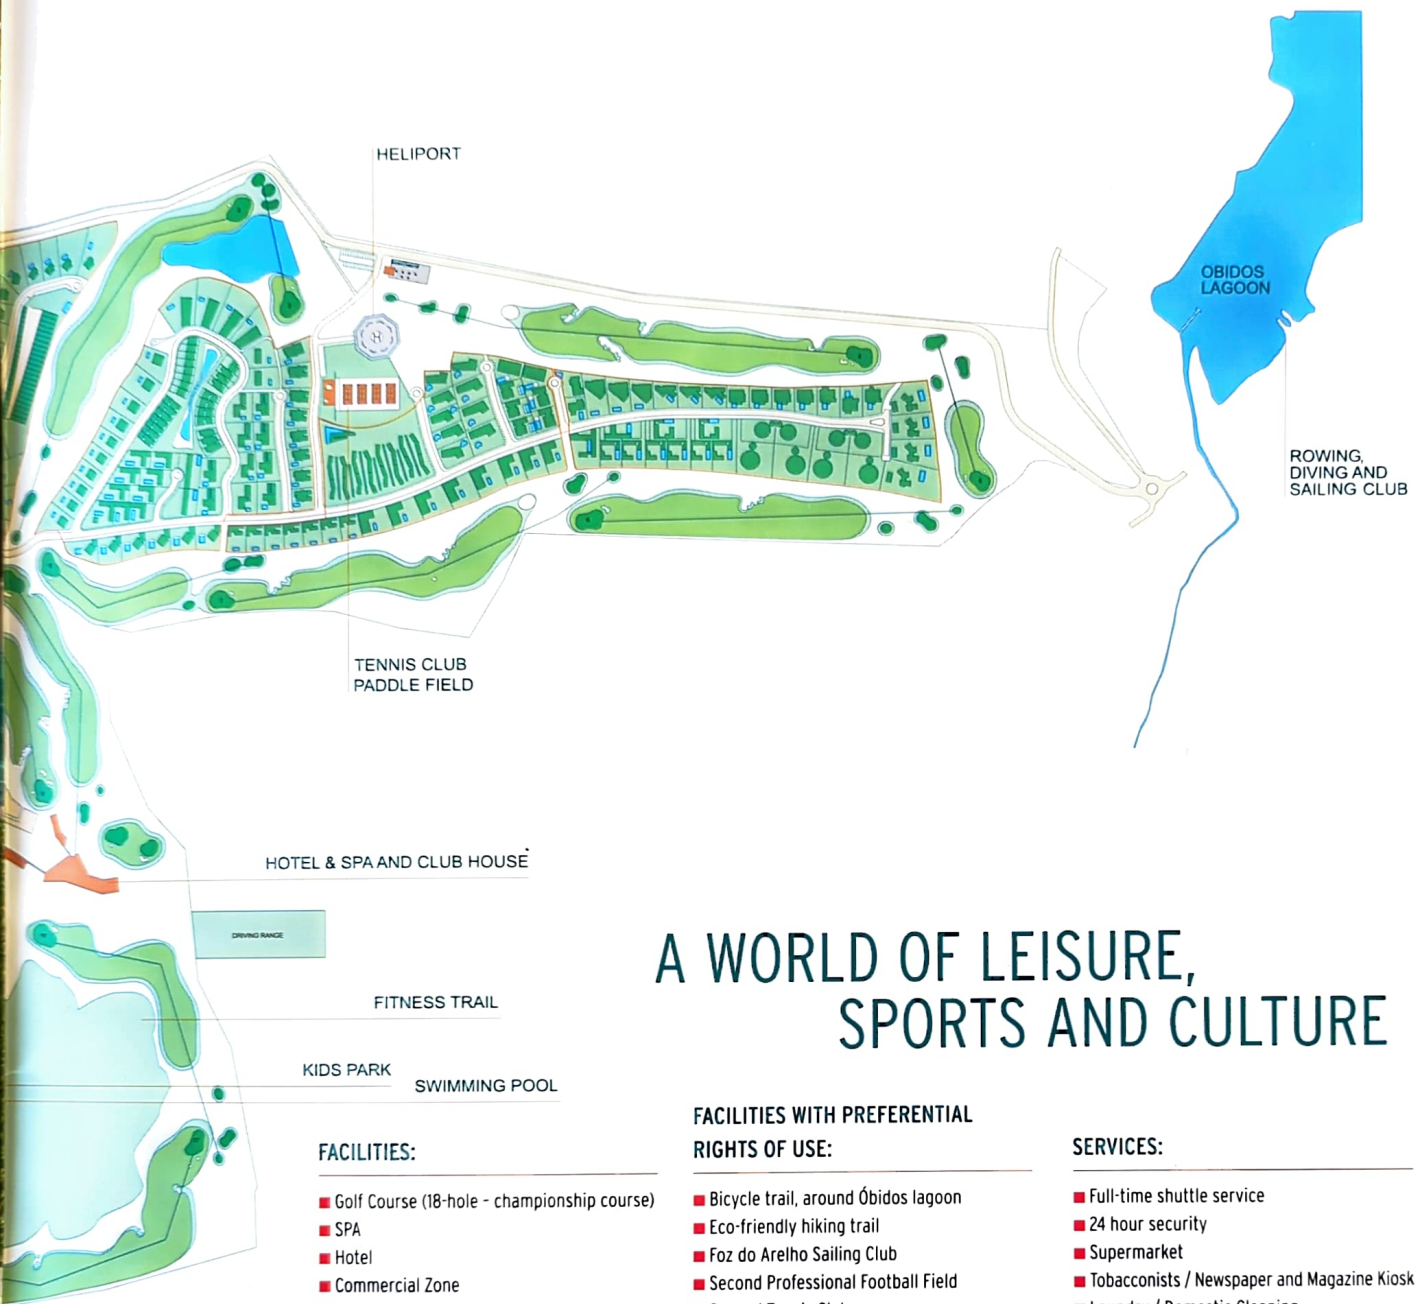 HELIPORT
H
OBIDOS
LAGOON
ROWING,
DIVING AND
SAILING CLUB
TENNIS CLUB
PADDLE FIELD
HOTEL & SPA AND CLUB HOUSE
DRIVING RANGE
FITNESS TRAIL
KIDS PARK
SWIMMING POOL
A WORLD OF LEISURE,
SPORTS AND CULTURE
FACILITIES:
Golf Course (18-hole - championship course)
SPA
Hotel
Commercial Zone
FACILITIES WITH PREFERENTIAL
RIGHTS OF USE:
Bicycle trail, around Óbidos lagoon
Eco-friendly hiking trail
Foz do Arelho Sailing Club
Second Professional Football Field
SERVICES:
Full-time shuttle service
24 hour security
Supermarket
Tobacconists / Newspaper and Magazine Kiosk